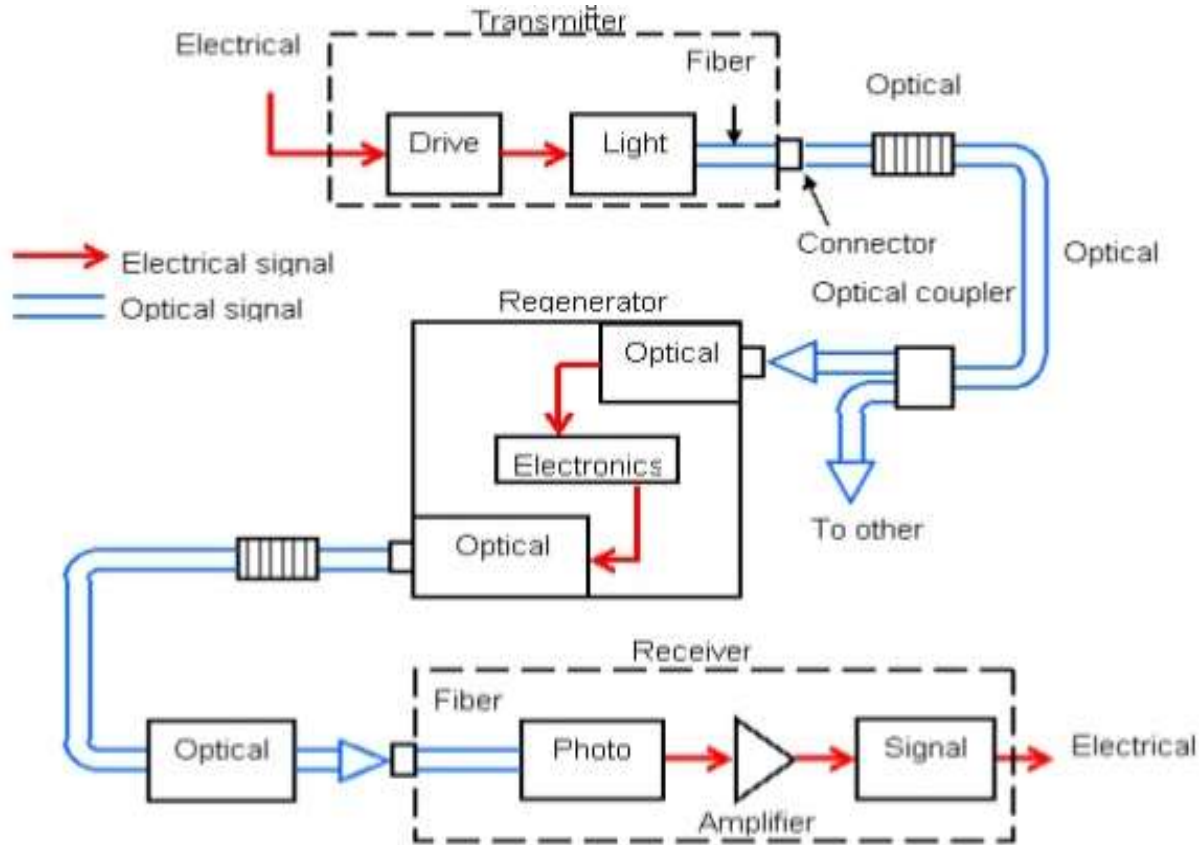 Transmitter
Electrical
Fiber
Optical
Drive
Light
Connector
Electrical signal
Optical
Optical signal
Optical coupler
Regenerator
Optical
Electronics
To other
Optical
Receiver
Fiber
Optical
Photo
Signal
Electrical
Amplifier